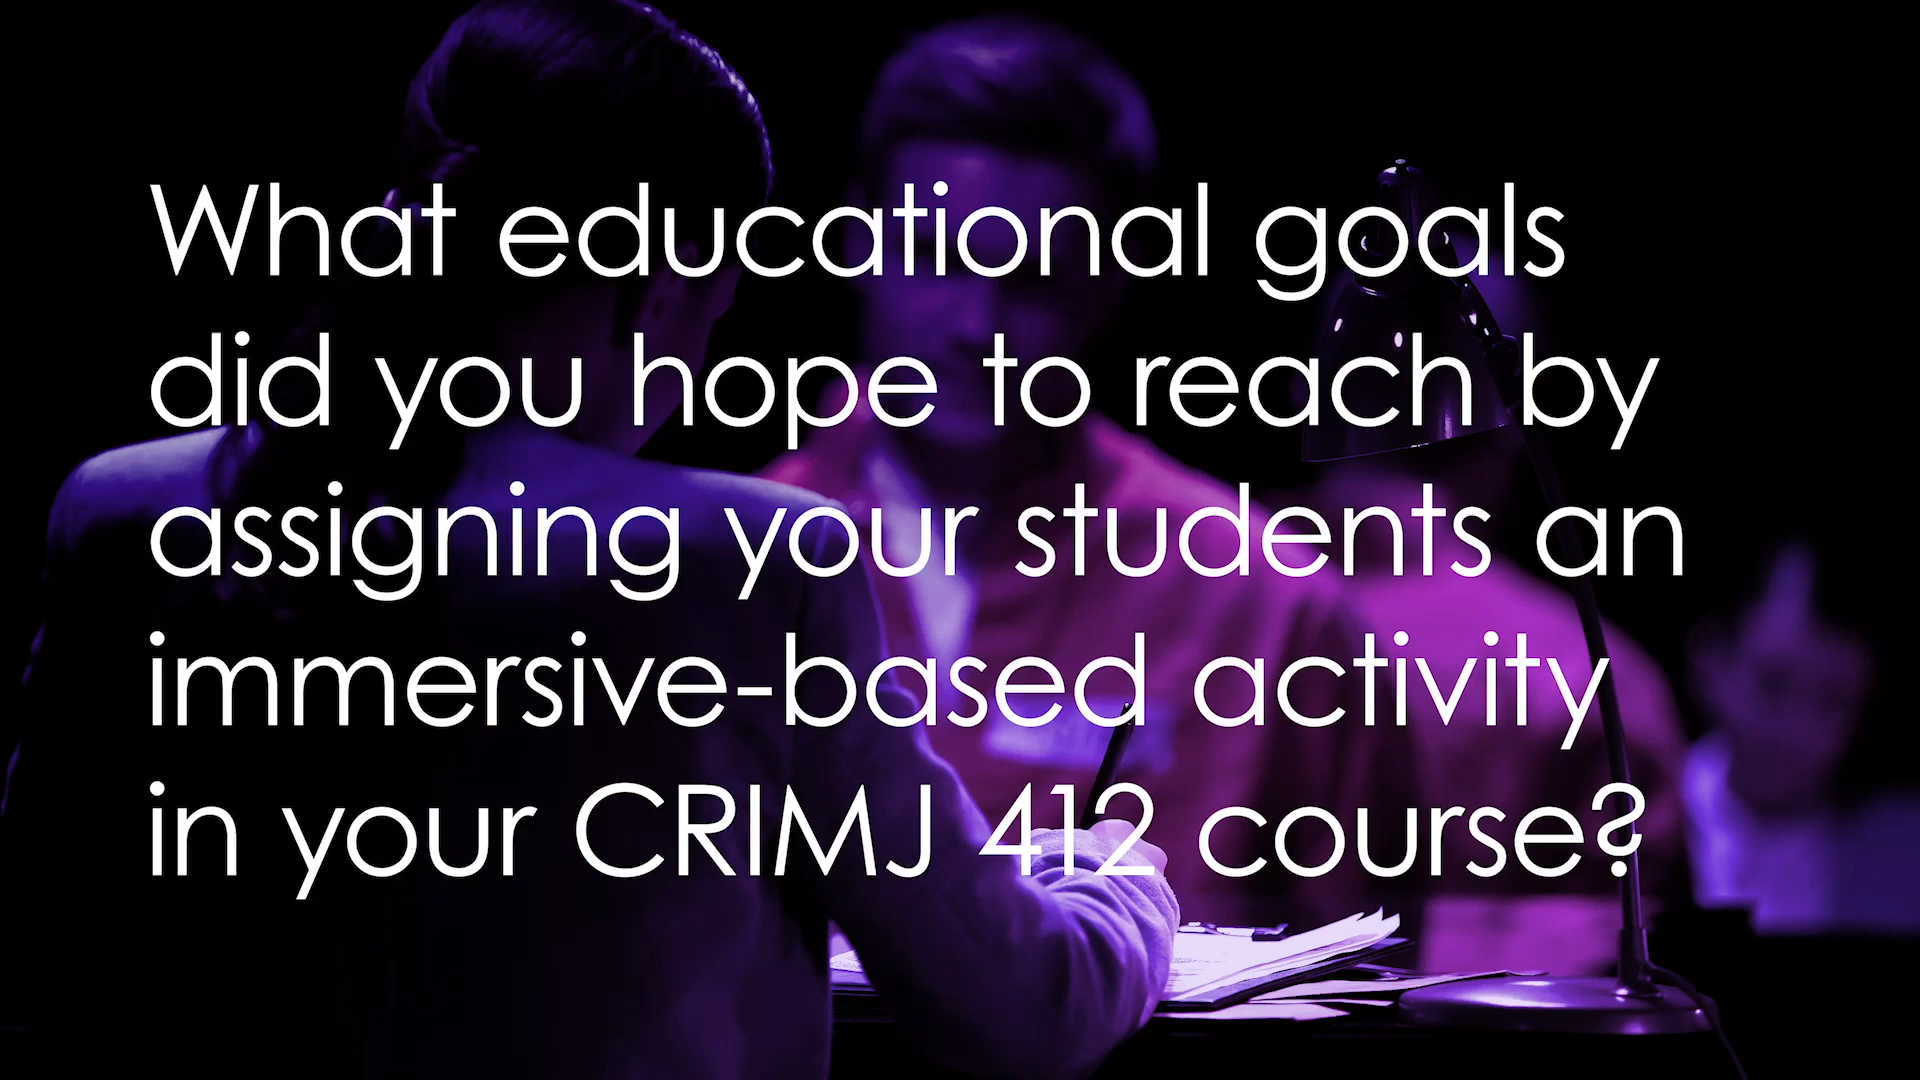 What educational goals
did you hope to reach by
assigning your students an
immersive-based activity
in your CRIMJ 412 course?